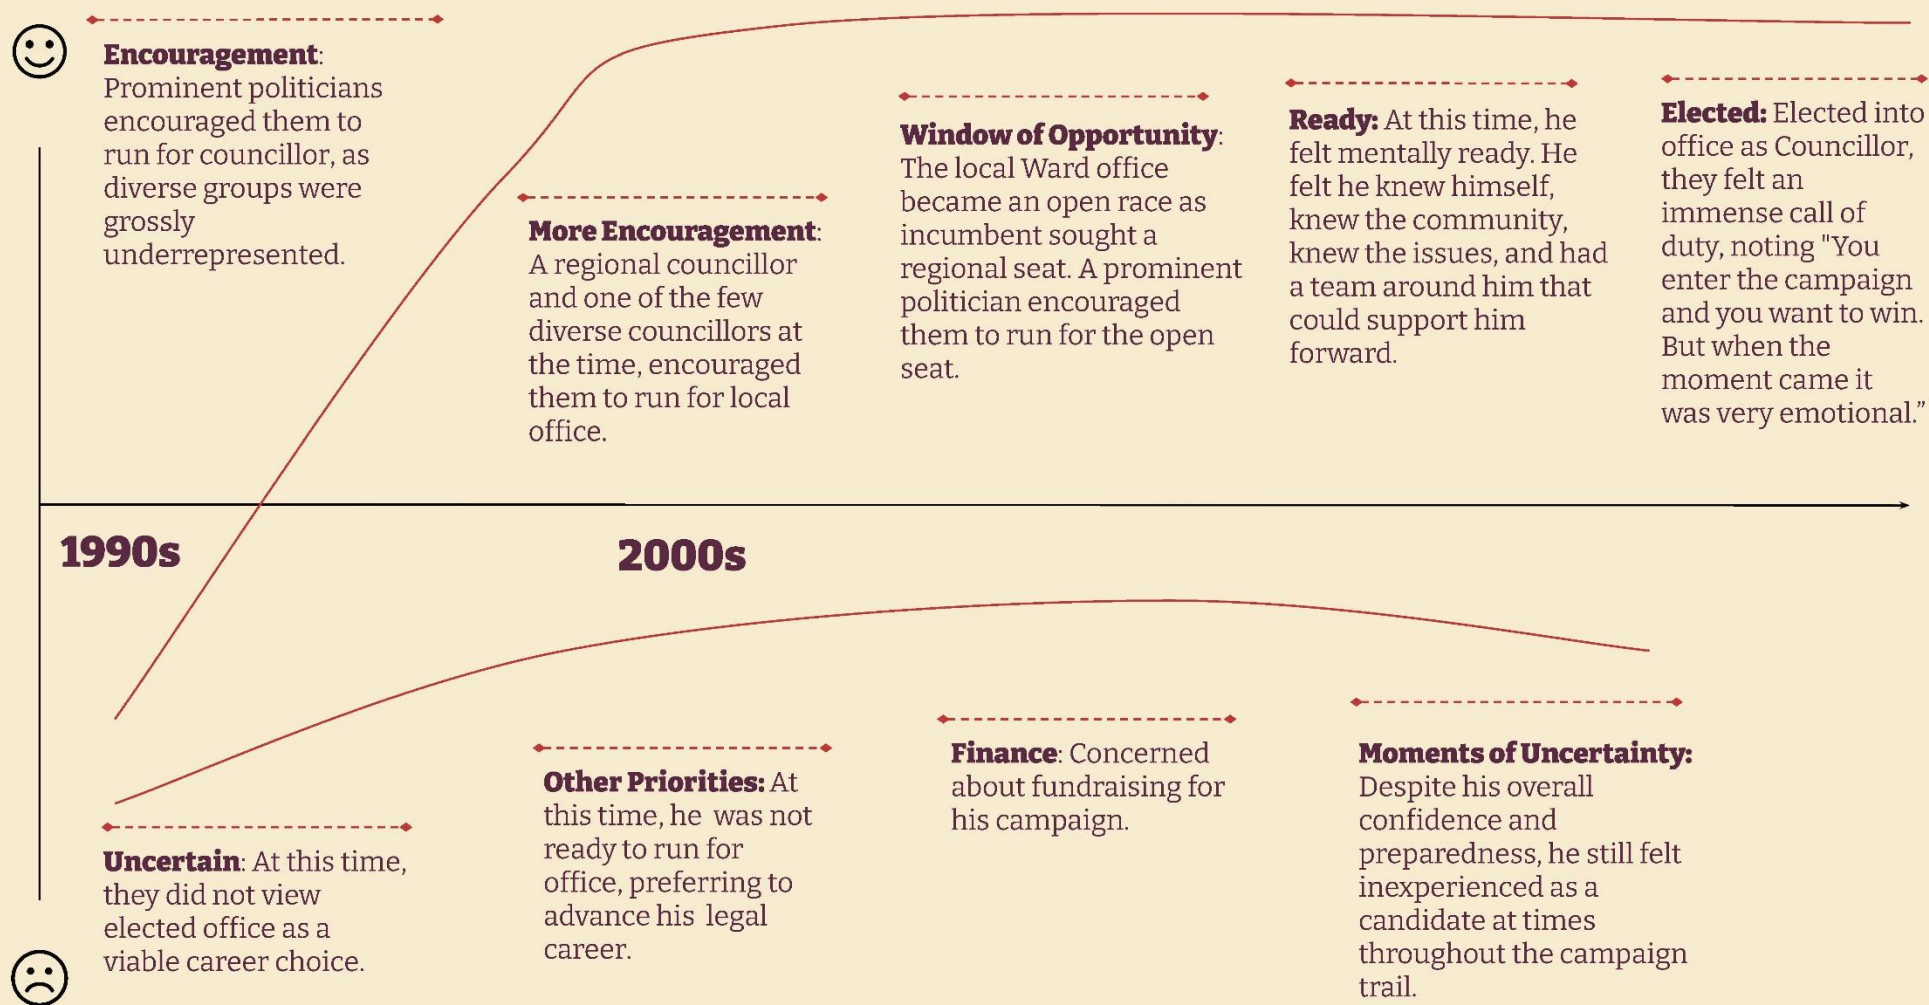 Encouragement:
Prominent politicians
encouraged them to
run for councillor, as
diverse groups were
grossly
underrepresented.
More Encouragement:
A regional councillor
and one of the few
diverse councillors at
the time, encouraged
them to run for local
office.
Window of Opportunity:
The local Ward office
became an open race as
incumbent sought a
regional seat. A prominent
politician encouraged
them to run for the open
seat.
Ready: At this time, he
felt mentally ready. He
felt he knew himself,
knew the community,
knew the issues, and had
a team around him that
could support him
forward.
Elected: Elected into
office as Councillor,
they felt an
immense call of
duty, noting "You
enter the campaign
and you want to win.
But when the
moment came it
was very emotional.”
1990s
2000s
Uncertain: At this time,
they did not view
elected office as a
viable career choice.
Other Priorities: At
this time, he was not
ready to run for
office, preferring to
advance his legal
career.
Finance: Concerned
about fundraising for
his campaign.
Moments of Uncertainty:
Despite his overall
confidence and
preparedness, he still felt
inexperienced as a
candidate at times
throughout the campaign
trail.